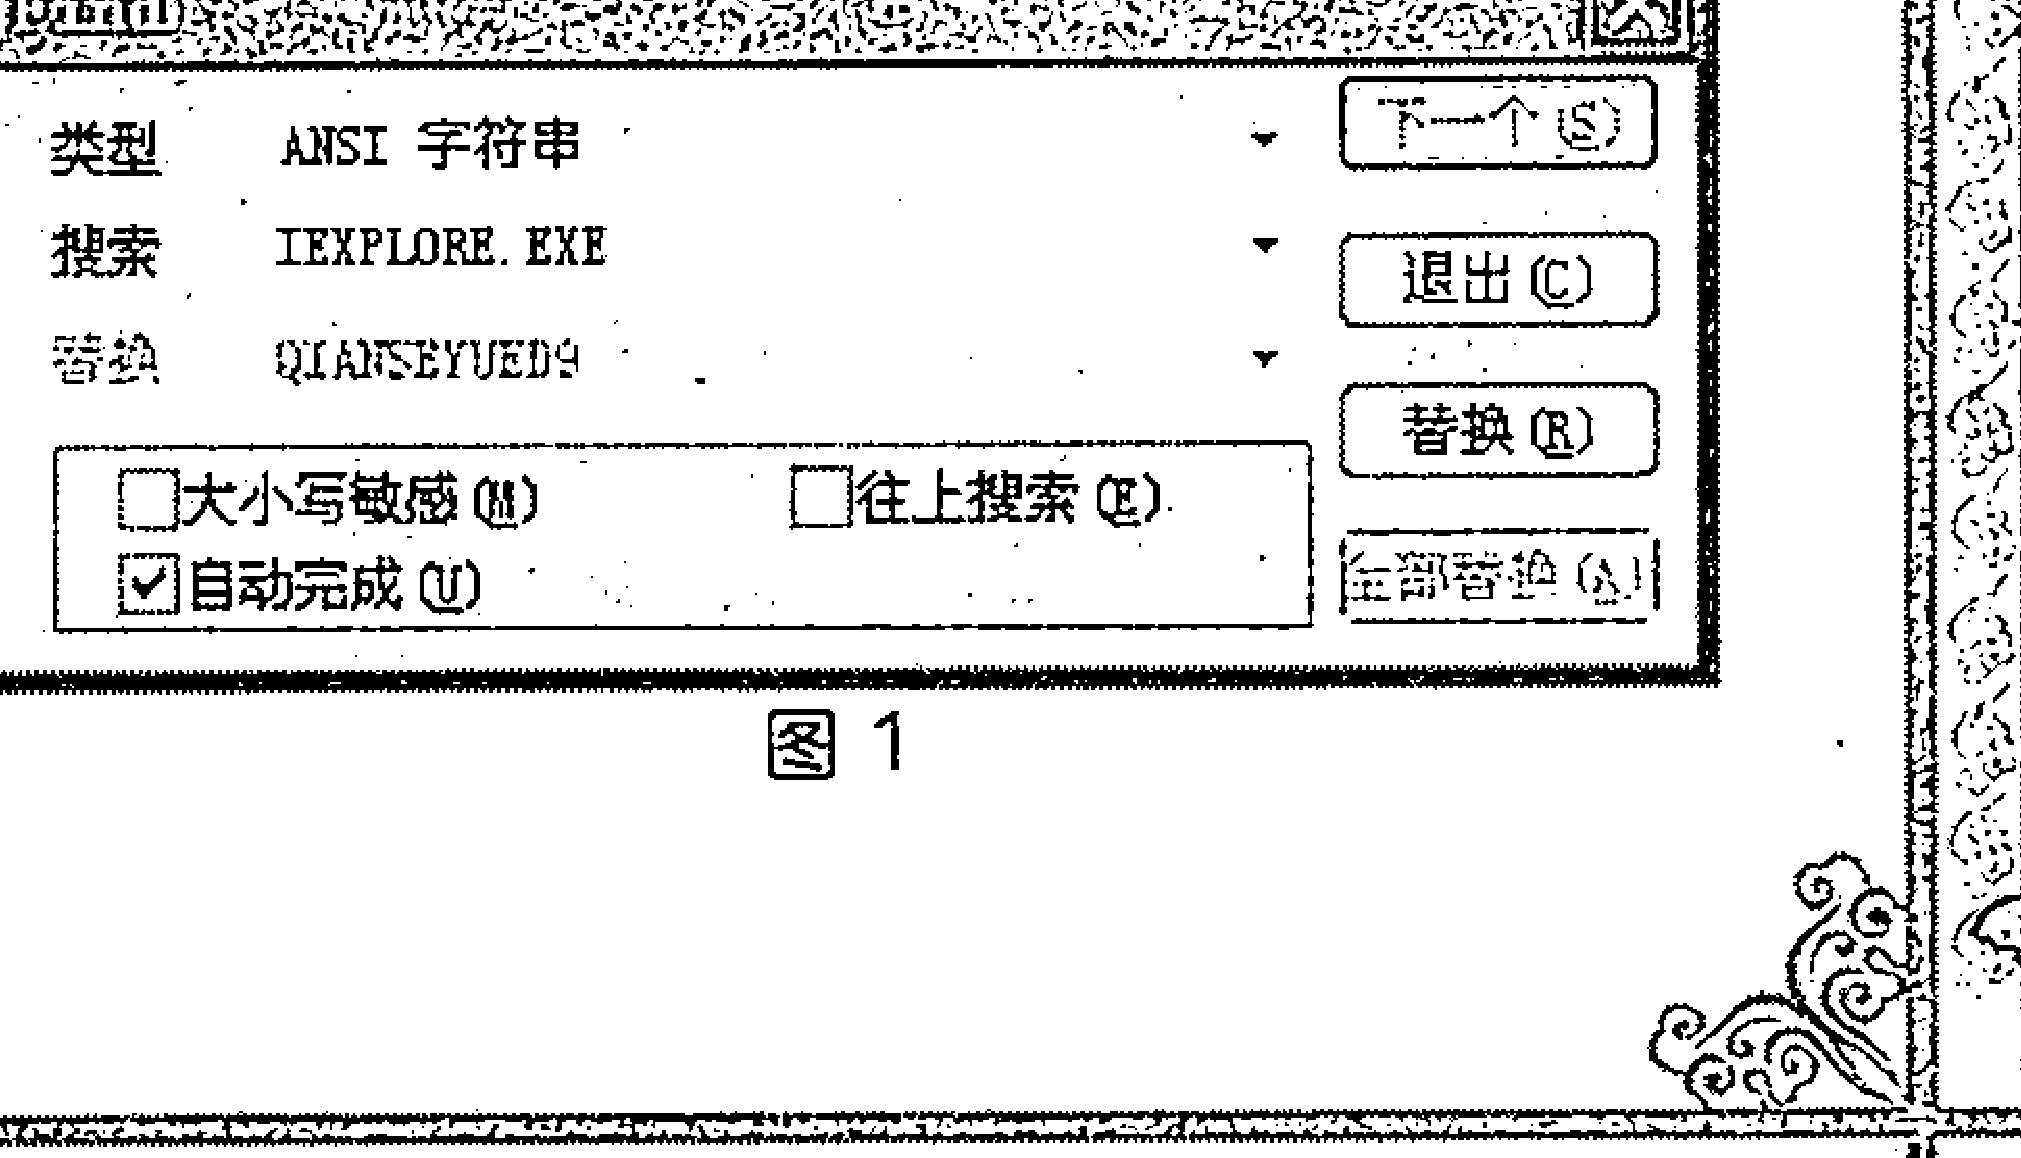 Find
类型 ANSI 字符串
下一个(S)
搜索 IEXPLORE.EXE
退出(C)
替换
替换(R)
大小写敏感(M) 往上搜索(E)
自动完成(U)
全部替换(A)
图 1